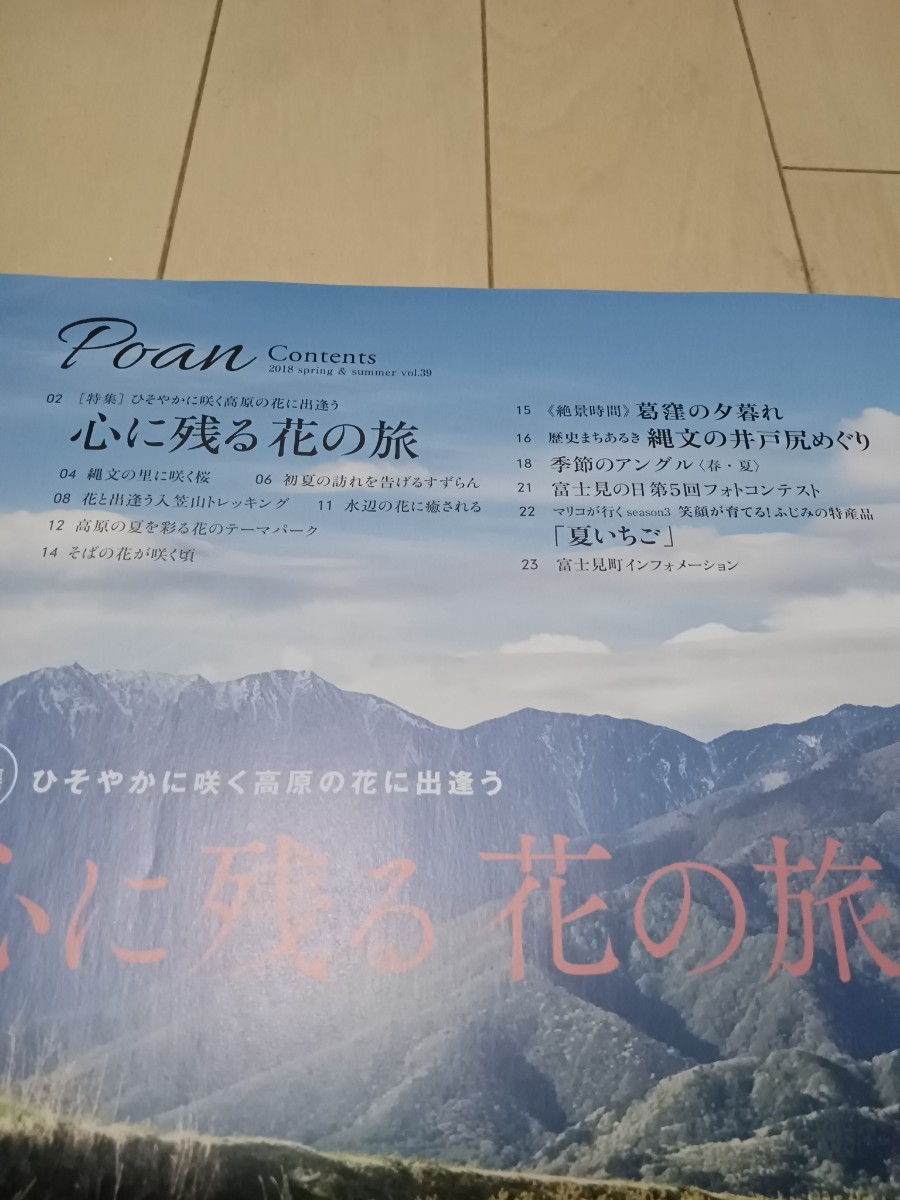 Poan Contents
2018 spring & summer vol.39
02 ［特集］ひそやかに咲く高原の花に出逢う
心に残る花の旅
04 縄文の里に咲く桜
06 初夏の訪れを告げるすずらん
08 花と出逢う入笠山トレッキング
11 水辺の花に癒される
12 高原の夏を彩る花のテーマパーク
14 そばの花が咲く頃
15 《絶景時間》葛窪の夕暮れ
16 歴史まちあるき 縄文の井戸尻めぐり
18 季節のアングル〈春・夏〉
21 富士見の日第5回フォトコンテスト
22 マリコが行く season3 笑顔が育てる！ふじみの特産品
「夏いちご」
23 富士見町インフォメーション
ひそやかに咲く高原の花に出逢う
心に残る花の旅